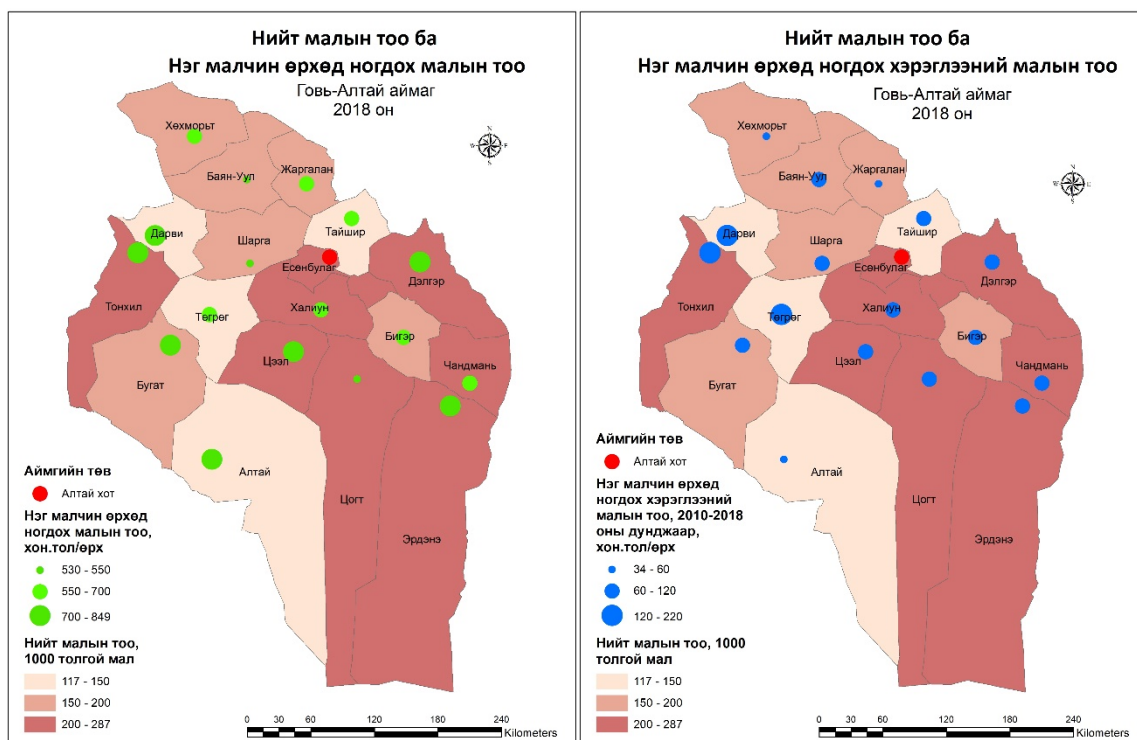 Нийт малын тоо ба
Нэг малчин өрхөд ногдох малын тоо
Говь-Алтай аймаг
2018 он
N
W
E
S
Хөхморьт
Баян-Уул
Жаргалан
Дарви
Шарга
Тайшир
Есөнбулаг
Дэлгэр
Тонхил
Төгрөг
Халиун
Бигэр
Цээл
Чандмань
Бугат
Алтай
Цогт
Эрдэнэ
Аймгийн төв
Алтай хот
Нэг малчин өрхөд
ногдох малын тоо,
хон.тол/өрх
530 - 550
550 - 700
700 - 849
Нийт малын тоо,
1000 толгой мал
117 - 150
150 - 200
200 - 287
0 30 60 120 180 240
Kilometers
Нийт малын тоо ба
Нэг малчин өрхөд ногдох хэрэглээний малын тоо
Говь-Алтай аймаг
2018 он
N
W
E
S
Хөхморьт
Баян-Уул
Жаргалан
Дарви
Шарга
Тайшир
Есөнбулаг
Дэлгэр
Тонхил
Төгрөг
Халиун
Бигэр
Цээл
Чандмань
Бугат
Алтай
Цогт
Эрдэнэ
Аймгийн төв
Алтай хот
Нэг малчин өрхөд
ногдох хэрэглээний
малын тоо, 2010-2018
оны дунджаар,
хон.тол/өрх
34 - 60
60 - 120
120 - 220
Нийт малын тоо, 1000
толгой мал
117 - 150
150 - 200
200 - 287
0 30 60 120 180 240
Kilometers